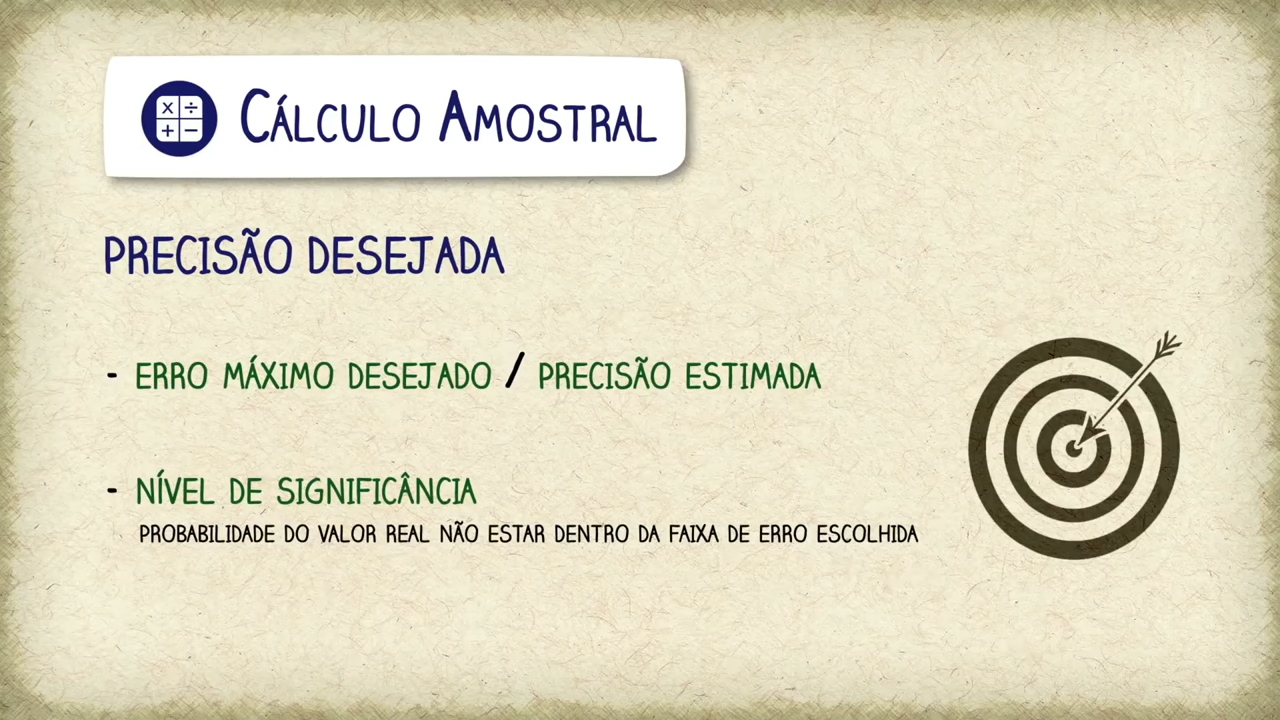 CÁLCULO AMOSTRAL
PRECISÃO DESEJADA
- ERRO MÁXIMO DESEJADO / PRECISÃO ESTIMADA
- NÍVEL DE SIGNIFICÂNCIA
PROBABILIDADE DO VALOR REAL NÃO ESTAR DENTRO DA FAIXA DE ERRO ESCOLHIDA